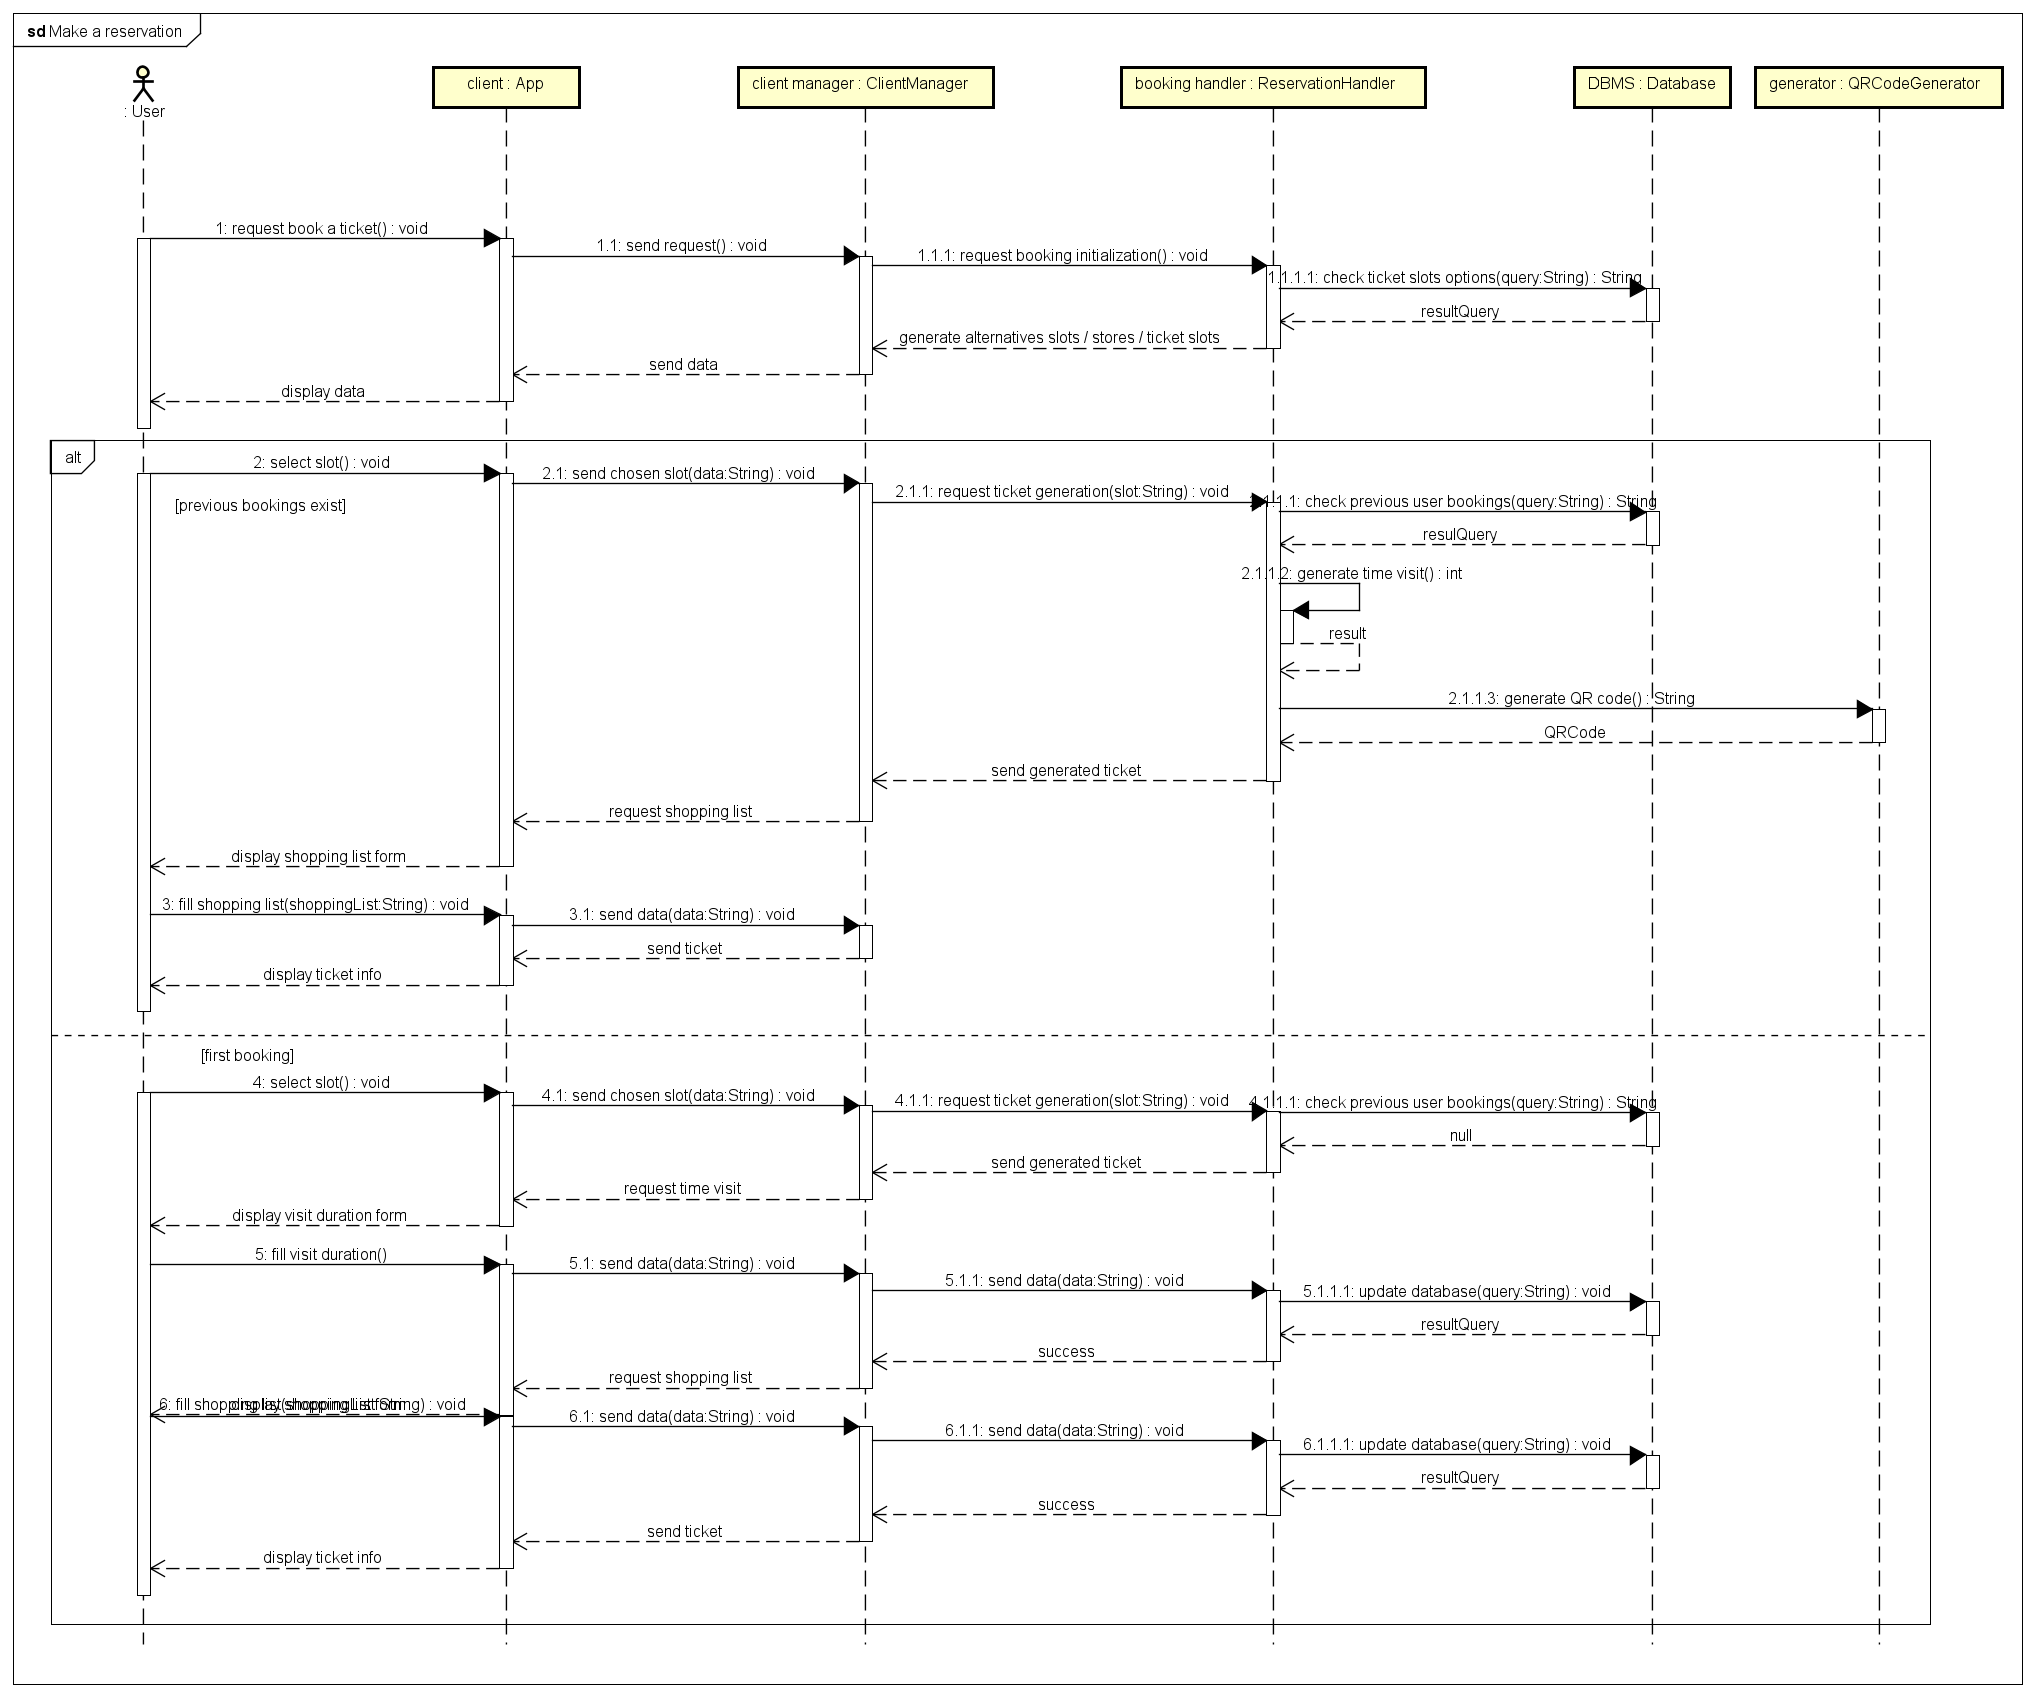 sd Make a reservation
: User
client : App
client manager : ClientManager
booking handler : ReservationHandler
DBMS : Database
generator : QRCodeGenerator
1: request book a ticket() : void
1.1: send request() : void
1.1.1: request booking initialization() : void
1.1.1.1: check ticket slots options(query:String) : String
resultQuery
generate alternatives slots / stores / ticket slots
send data
display data
alt
2: select slot() : void
2.1: send chosen slot(data:String) : void
2.1.1: request ticket generation(slot:String) : void
2.1.1.1: check previous user bookings(query:String) : String
[previous bookings exist]
resulQuery
2.1.1.2: generate time visit() : int
result
2.1.1.3: generate QR code() : String
QRCode
send generated ticket
request shopping list
display shopping list form
3: fill shopping list(shoppingList:String) : void
3.1: send data(data:String) : void
send ticket
display ticket info
[first booking]
4: select slot() : void
4.1: send chosen slot(data:String) : void
4.1.1: request ticket generation(slot:String) : void
4.1.1.1: check previous user bookings(query:String) : String
null
send generated ticket
request time visit
display visit duration form
5: fill visit duration()
5.1: send data(data:String) : void
5.1.1: send data(data:String) : void
5.1.1.1: update database(query:String) : void
resultQuery
success
request shopping list
display shopping list form
6: fill shopping list(shoppingList:String) : void
6.1: send data(data:String) : void
6.1.1: send data(data:String) : void
6.1.1.1: update database(query:String) : void
resultQuery
success
send ticket
display ticket info